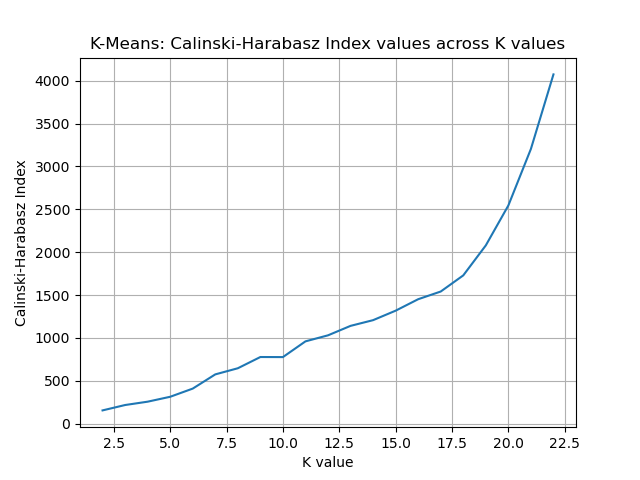 K-Means: Calinski-Harabasz Index values across K values
4000
3500
3000
2500
2000
1500
1000
500
0
Calinski-Harabasz Index
2.5 5.0 7.5 10.0 12.5 15.0 17.5 20.0 22.5
K value